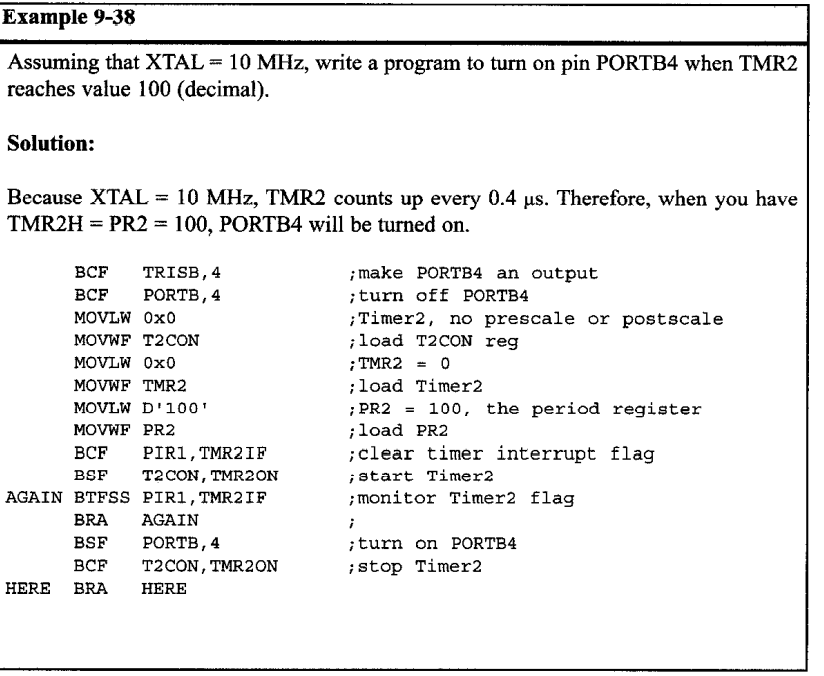 Example 9-38
Assuming that XTAL = 10 MHz, write a program to turn on pin PORTB4 when TMR2
reaches value 100 (decimal).
Solution:
Because XTAL = 10 MHz, TMR2 counts up every 0.4 μs. Therefore, when you have
TMR2H = PR2 = 100, PORTB4 will be turned on.
BCF TRISB,4 ;make PORTB4 an output
BCF PORTB,4 ;turn off PORTB4
MOVLW 0x0 ;Timer2, no prescale or postscale
MOVWF T2CON ;load T2CON reg
MOVLW 0x0 ;TMR2 = 0
MOVWF TMR2 ;load Timer2
MOVLW D'100' ;PR2 = 100, the period register
MOVWF PR2 ;load PR2
BCF PIR1,TMR2IF ;clear timer interrupt flag
BSF T2CON,TMR2ON ;start Timer2
AGAIN BTFSS PIR1,TMR2IF ;monitor Timer2 flag
BRA AGAIN ;
BSF PORTB,4 ;turn on PORTB4
BCF T2CON,TMR2ON ;stop Timer2
HERE BRA HERE